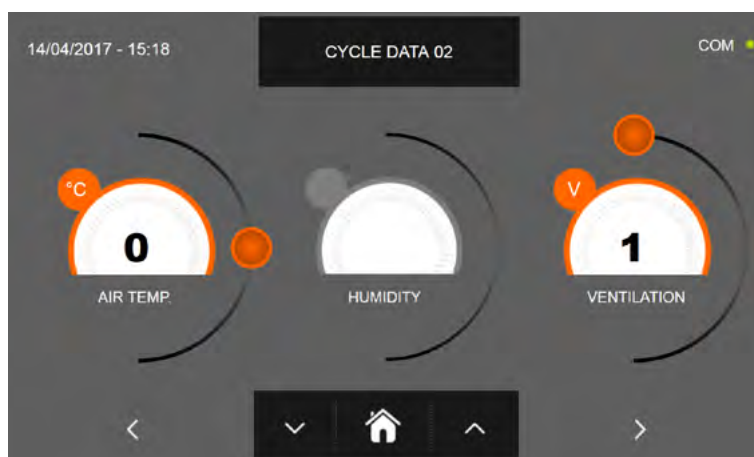 14/04/2017 - 15:18
CYCLE DATA 02
COM
°C
V
0
1
AIR TEMP.
HUMIDITY
VENTILATION